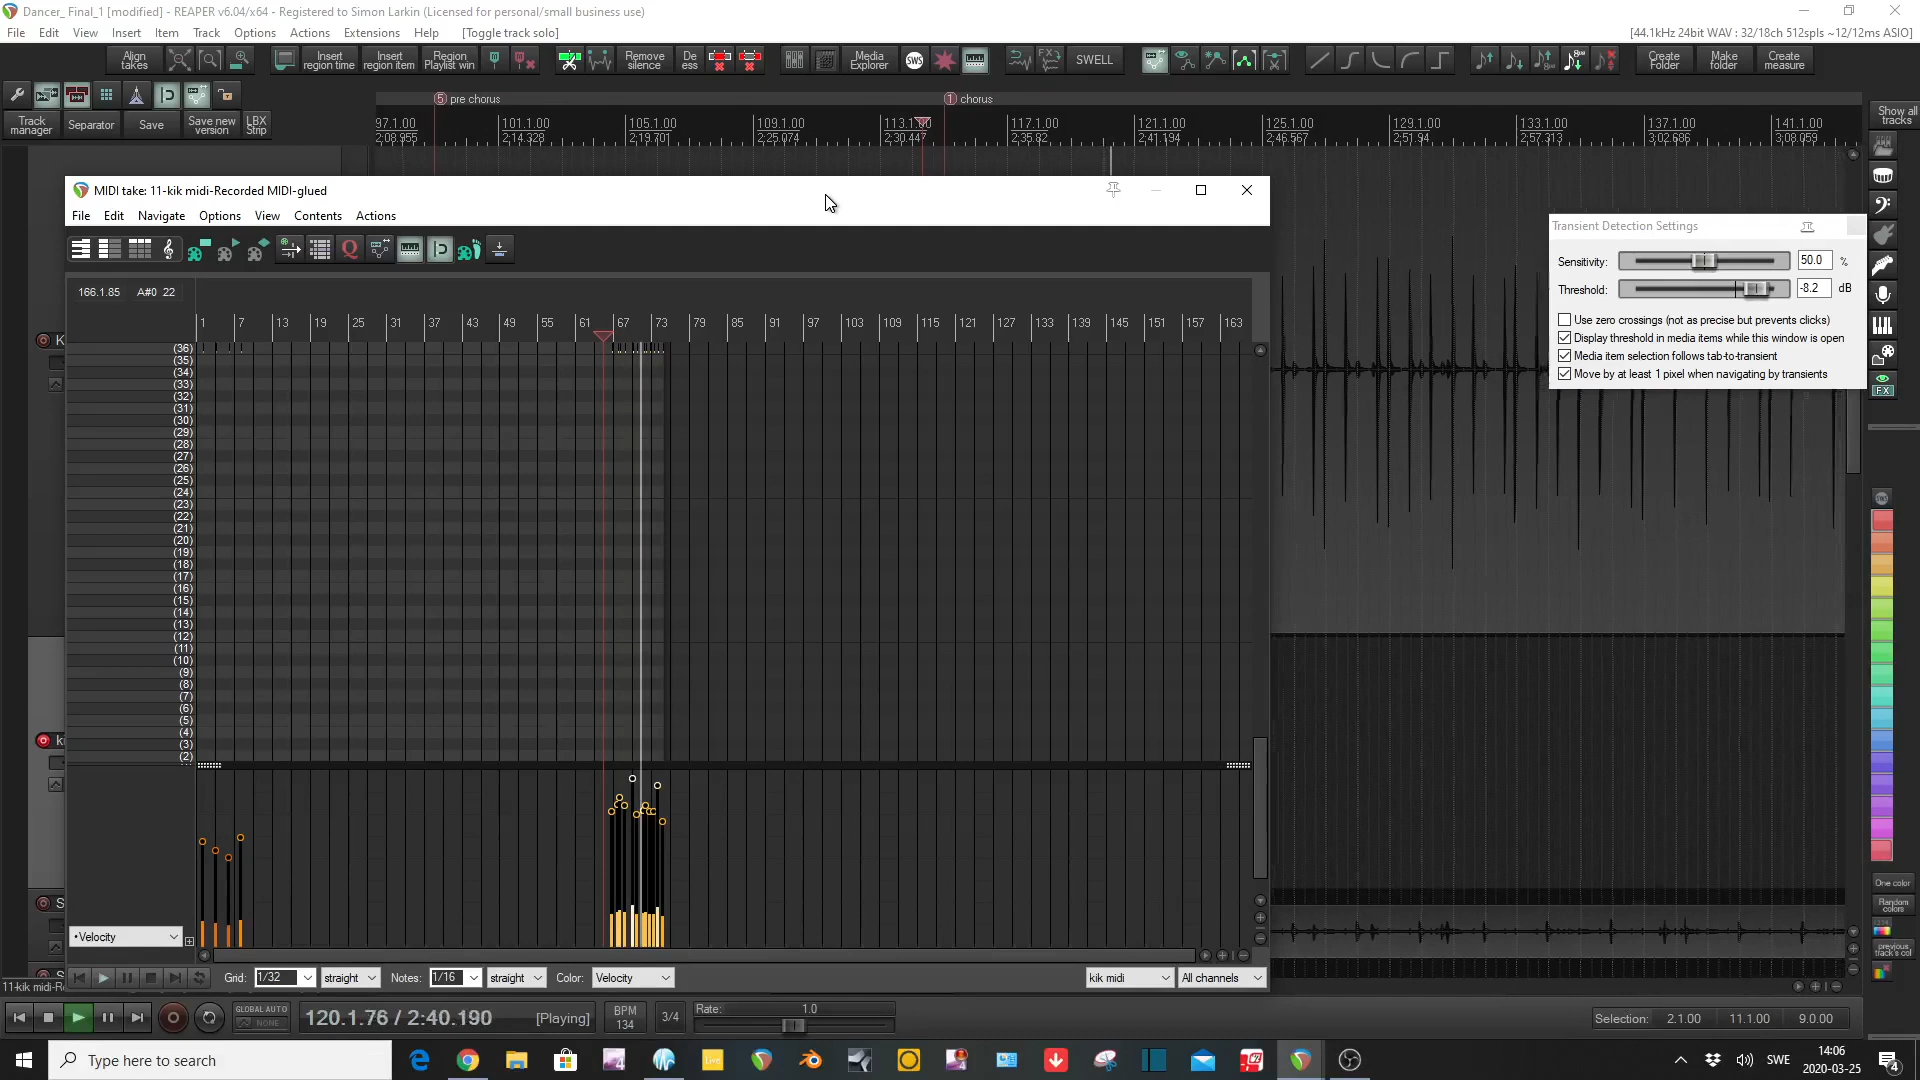 Dancer_Final_1 [modified] - REAPER v6.04/x64 - Registered to Simon Larkin (Licensed for personal/small business use)
File Edit View Insert Item Track Options Actions Extensions Help [Toggle track solo]
[44.1kHz 24bit WAV : 32/18ch 512spls ~12/12ms ASIO]
Align takes
Insert region time
Insert region item
Region Playlist win
Remove silence
De ess
Media Explorer
SWS
SWELL
Create Folder
Make folder
Create measure
Track manager
Separator
Save
Save new version
LBX Strip
5 pre chorus
1 chorus
Show all tracks
97.1.00 101.1.00 105.1.00 109.1.00 113.1.00 117.1.00 121.1.00 125.1.00 129.1.00 133.1.00 137.1.00 141.1.00
2:08.955 2:14.328 2:19.701 2:25.074 2:30.447 2:35.82 2:41.194 2:46.567 2:51.94 2:57.313 3:02.686 3:08.059
MIDI take: 11-kik midi-Recorded MIDI-glued
File Edit Navigate Options View Contents Actions
Q
166.1.85 A#0 22
1 7 13 19 25 31 37 43 49 55 61 67 73 79 85 91 97 103 109 115 121 127 133 139 145 151 157 163
(36)
(35)
(34)
(33)
(32)
(31)
(30)
(29)
(28)
(27)
(26)
(25)
(24)
(23)
(22)
(21)
(20)
(19)
(18)
(17)
(16)
(15)
(14)
(13)
(12)
(11)
(10)
(9)
(8)
(7)
(6)
(5)
(4)
(3)
(2)
•Velocity
Grid: 1/32 straight Notes: 1/16 straight Color: Velocity kik midi All channels
Transient Detection Settings
Sensitivity: 50.0 %
Threshold: -8.2 dB
Use zero crossings (not as precise but prevents clicks)
Display threshold in media items while this window is open
Media item selection follows tab-to-transient
Move by at least 1 pixel when navigating by transients
FX
One color
Random colors
previous track's col
11-kik midi-R
GLOBAL AUTO
NONE
120.1.76 / 2:40.190 [Playing]
BPM
134
3/4
Rate: 1.0
Selection: 2.1.00 11.1.00 9.0.00
Type here to search
SWE
14:06
2020-03-25
4